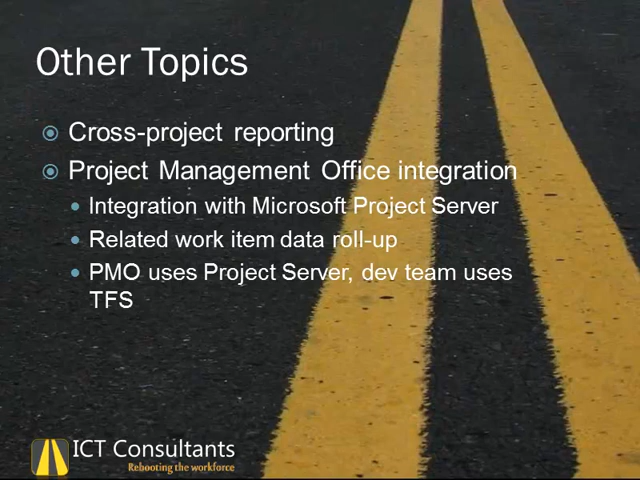 Other Topics
Cross-project reporting
Project Management Office integration
Integration with Microsoft Project Server
Related work item data roll-up
PMO uses Project Server, dev team uses
TFS
ICT Consultants
Rebooting the workforce